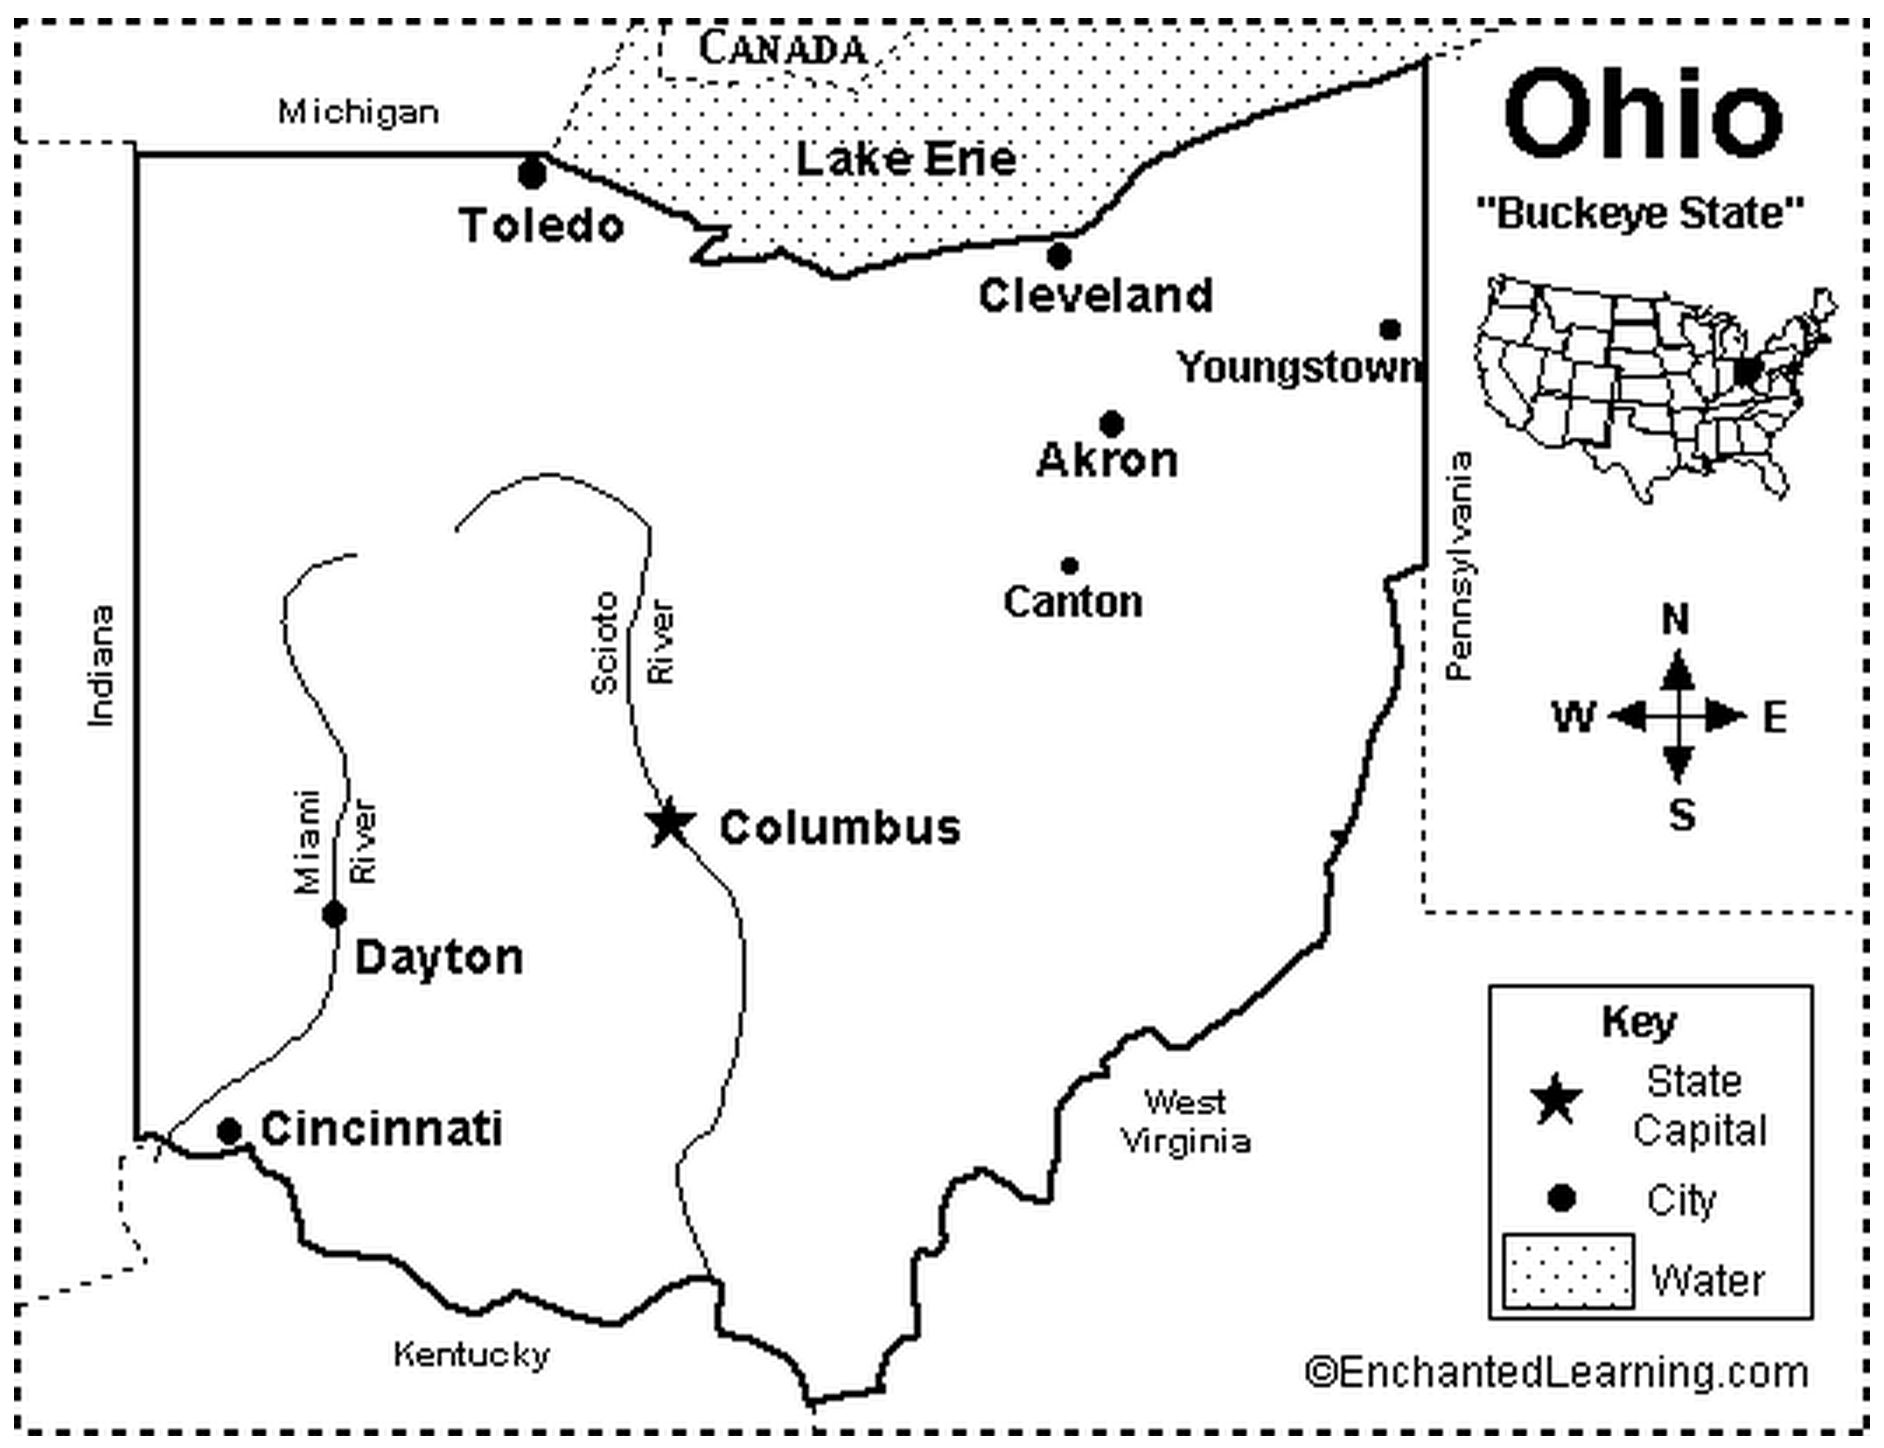 CANADA
Michigan
Ohio
Lake Erie
"Buckeye State"
Toledo
Cleveland
Youngstown
Akron
Pennsylvania
Canton
Scioto
River
Indiana
N
W
E
S
Miami
River
Columbus
Dayton
Key
State
Capital
West
Virginia
Cincinnati
City
Water
Kentucky
©EnchantedLearning.com